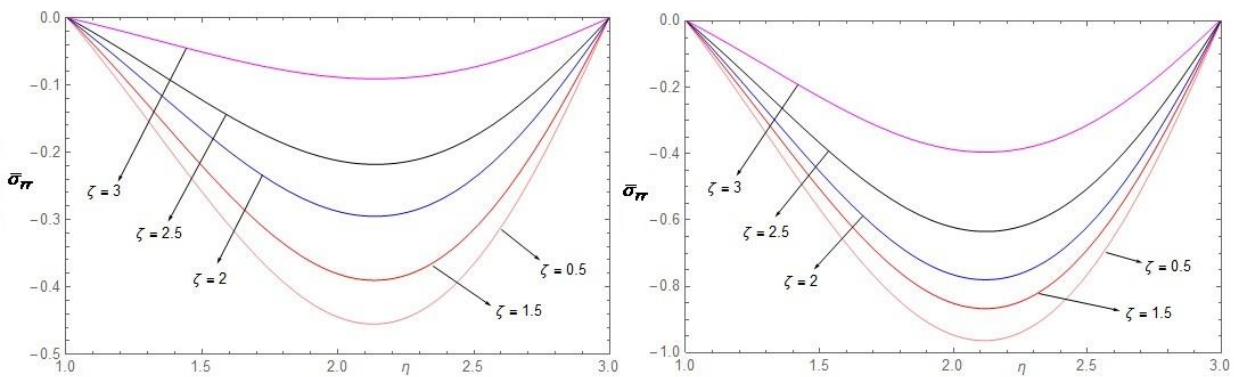 0.0
−0.1
−0.2
−0.3
−0.4
−0.5
σ̅rr
ζ = 3
ζ = 2.5
ζ = 2
ζ = 0.5
ζ = 1.5
1.0 1.5 2.0 η 2.5 3.0
0.0
−0.2
−0.4
−0.6
−0.8
−1.0
σ̅rr
ζ = 3
ζ = 2.5
ζ = 2
ζ = 0.5
ζ = 1.5
1.0 1.5 2.0 η 2.5 3.0